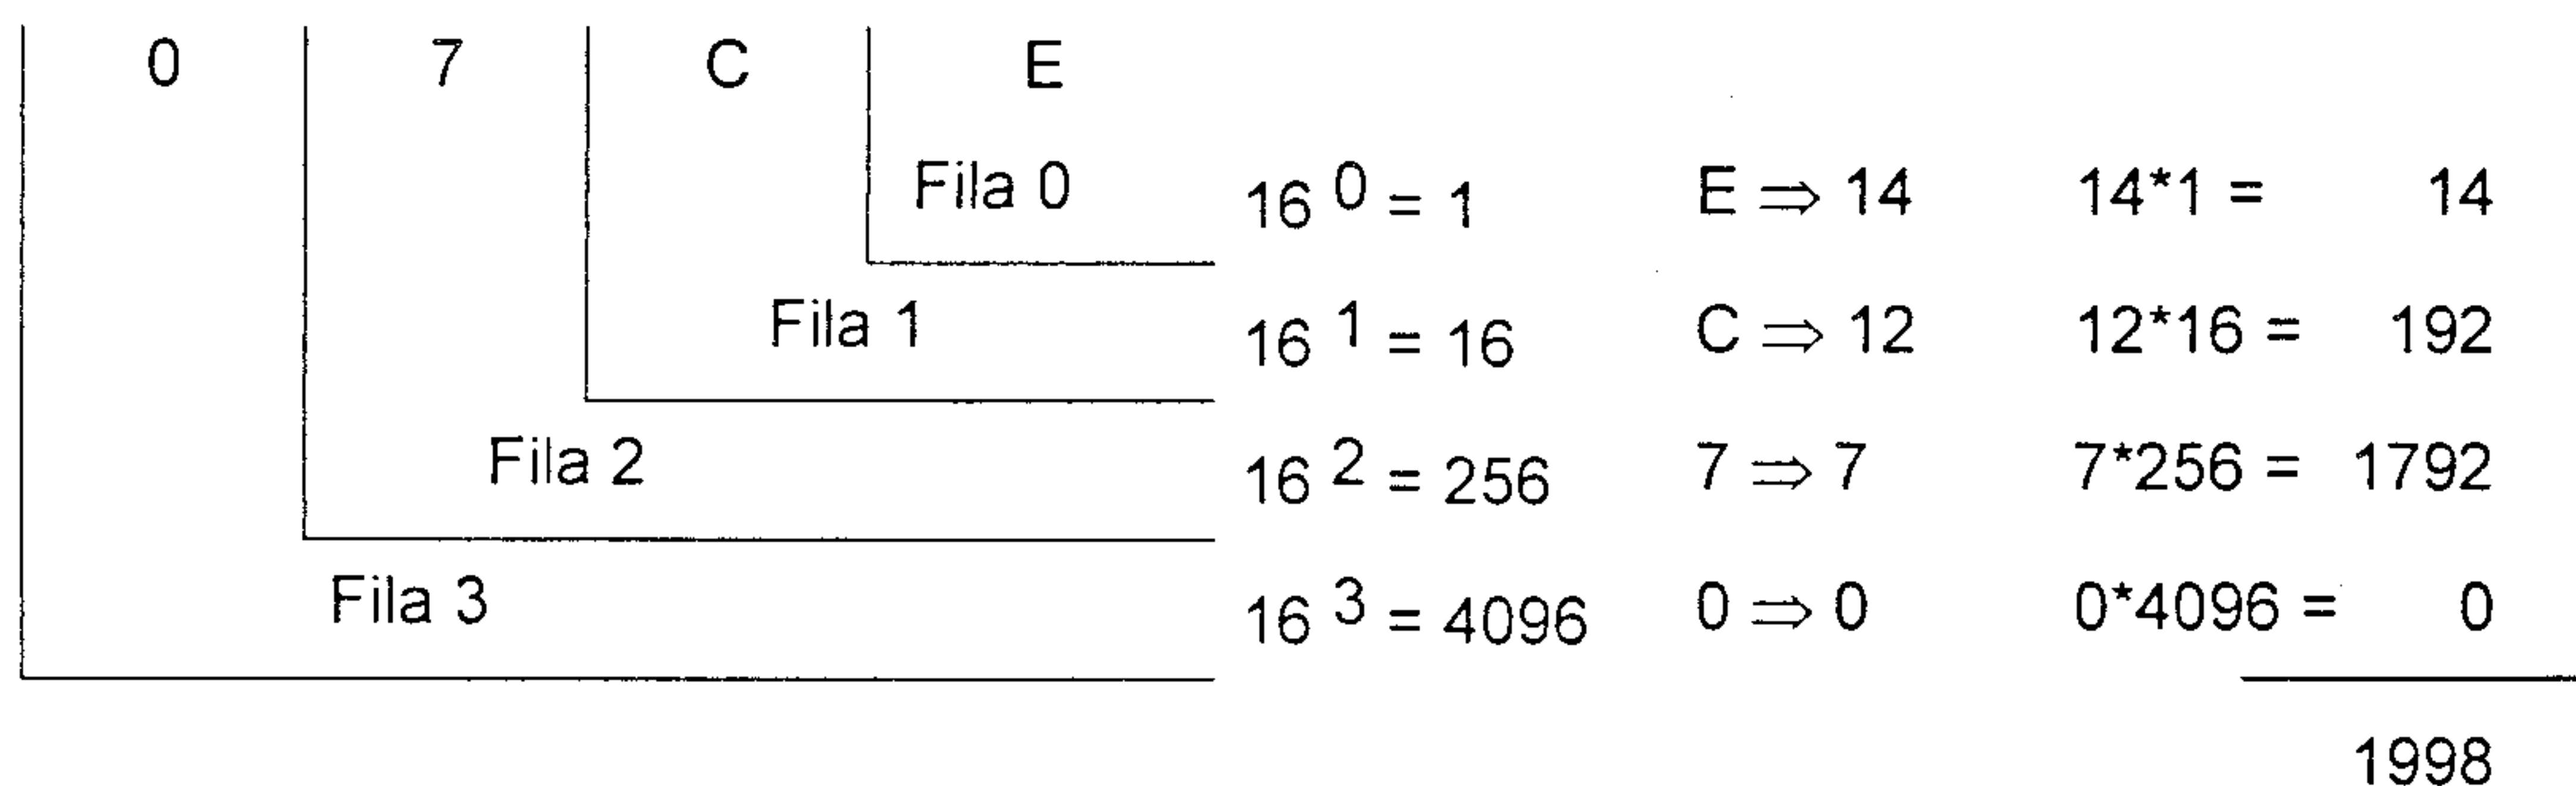 0 7 C E
Fila 0 16 0 = 1 E ⇒ 14 14*1 = 14
Fila 1 16 1 = 16 C ⇒ 12 12*16 = 192
Fila 2 16 2 = 256 7 ⇒ 7 7*256 = 1792
Fila 3 16 3 = 4096 0 ⇒ 0 0*4096 = 0
1998